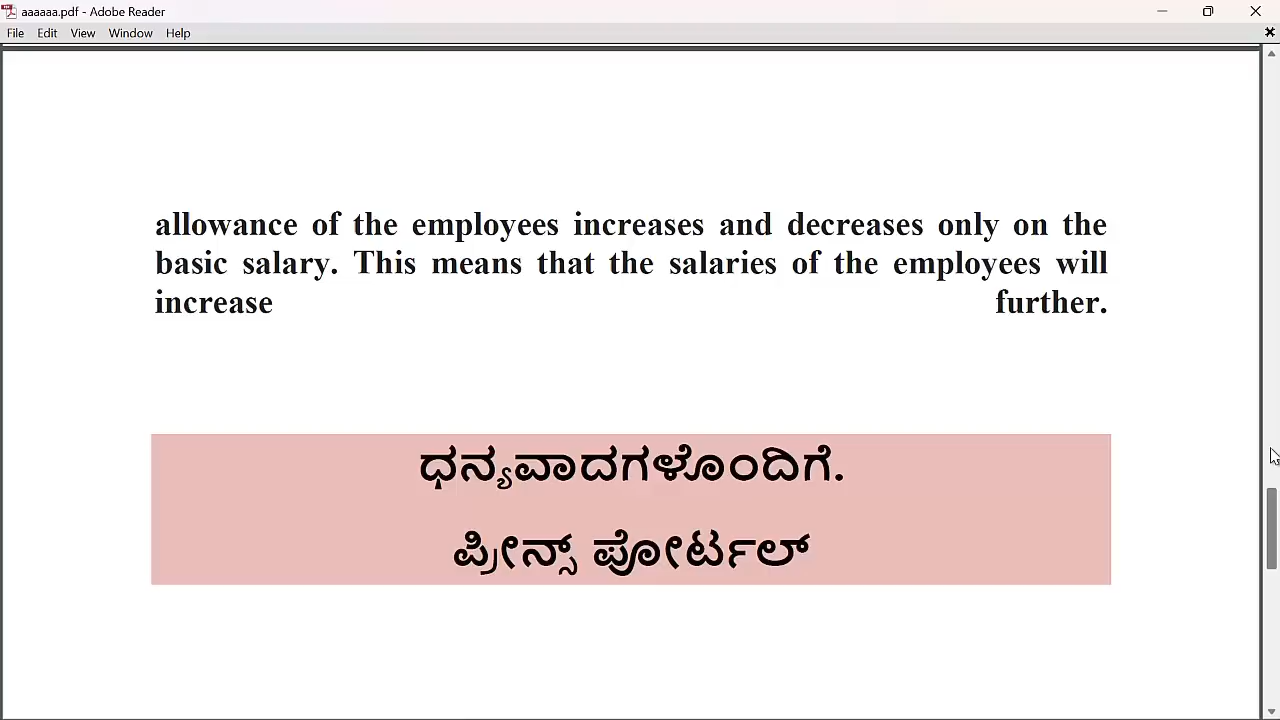 aaaaaa.pdf - Adobe Reader
File Edit View Window Help
allowance of the employees increases and decreases only on the
basic salary. This means that the salaries of the employees will
increase further.
ಧನ್ಯವಾದಗಳೊಂದಿಗೆ.
ಪ್ರೀನ್ಸ್ ಪೋರ್ಟಲ್